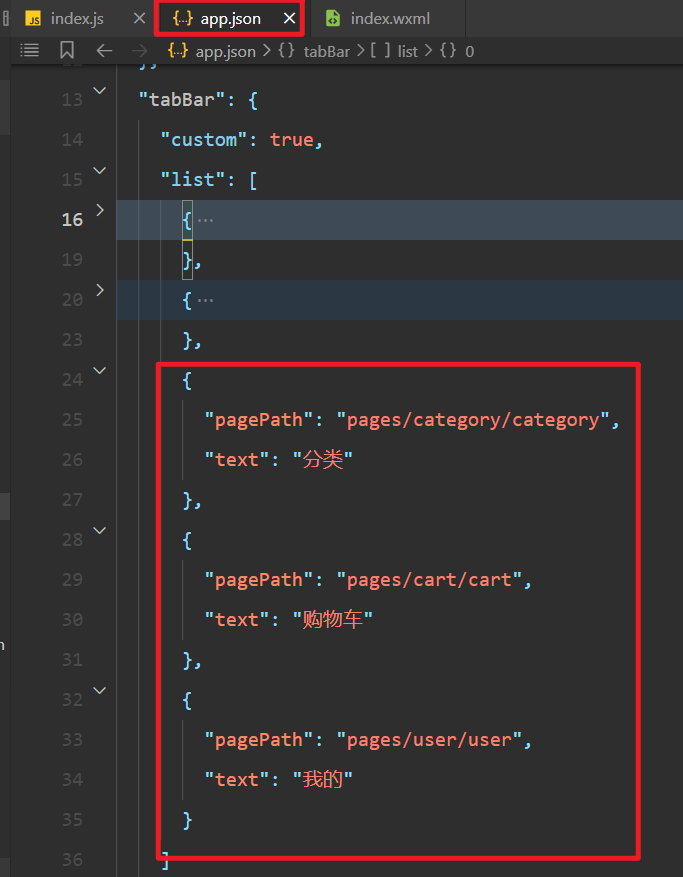 index.js
{..} app.json
index.wxml
{..} app.json > {} tabBar > [ ] list > {} 0
13 "tabBar": {
14 "custom": true,
15 "list": [
16 { ···
19 },
20 { ···
23 },
24 {
25 "pagePath": "pages/category/category",
26 "text": "分类"
27 },
28 {
29 "pagePath": "pages/cart/cart",
30 "text": "购物车"
31 },
32 {
33 "pagePath": "pages/user/user",
34 "text": "我的"
35 }
36 ]